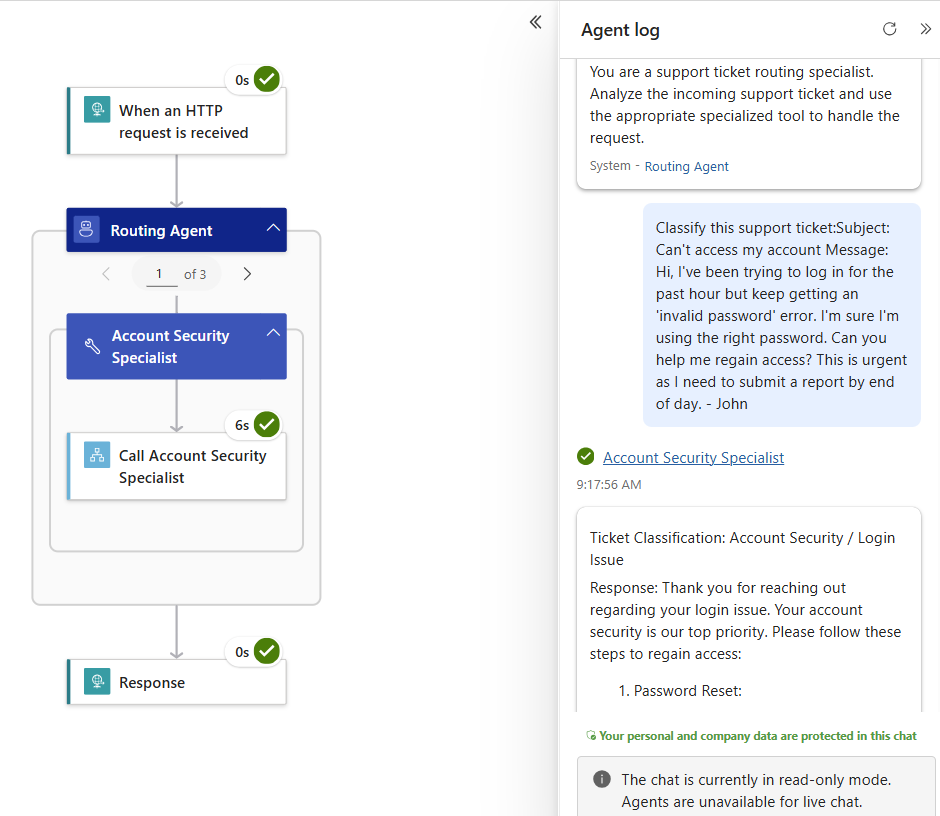 0s
When an HTTP
request is received
Routing Agent
1 of 3
Account Security
Specialist
6s
Call Account Security
Specialist
0s
Response
Agent log
You are a support ticket routing specialist.
Analyze the incoming support ticket and use
the appropriate specialized tool to handle the
request.
System - Routing Agent
Classify this support ticket:Subject:
Can't access my account Message:
Hi, I've been trying to log in for the
past hour but keep getting an
'invalid password' error. I'm sure I'm
using the right password. Can you
help me regain access? This is urgent
as I need to submit a report by end
of day. - John
Account Security Specialist
9:17:56 AM
Ticket Classification: Account Security / Login
Issue
Response: Thank you for reaching out
regarding your login issue. Your account
security is our top priority. Please follow these
steps to regain access:
1. Password Reset:
Your personal and company data are protected in this chat
The chat is currently in read-only mode.
Agents are unavailable for live chat.